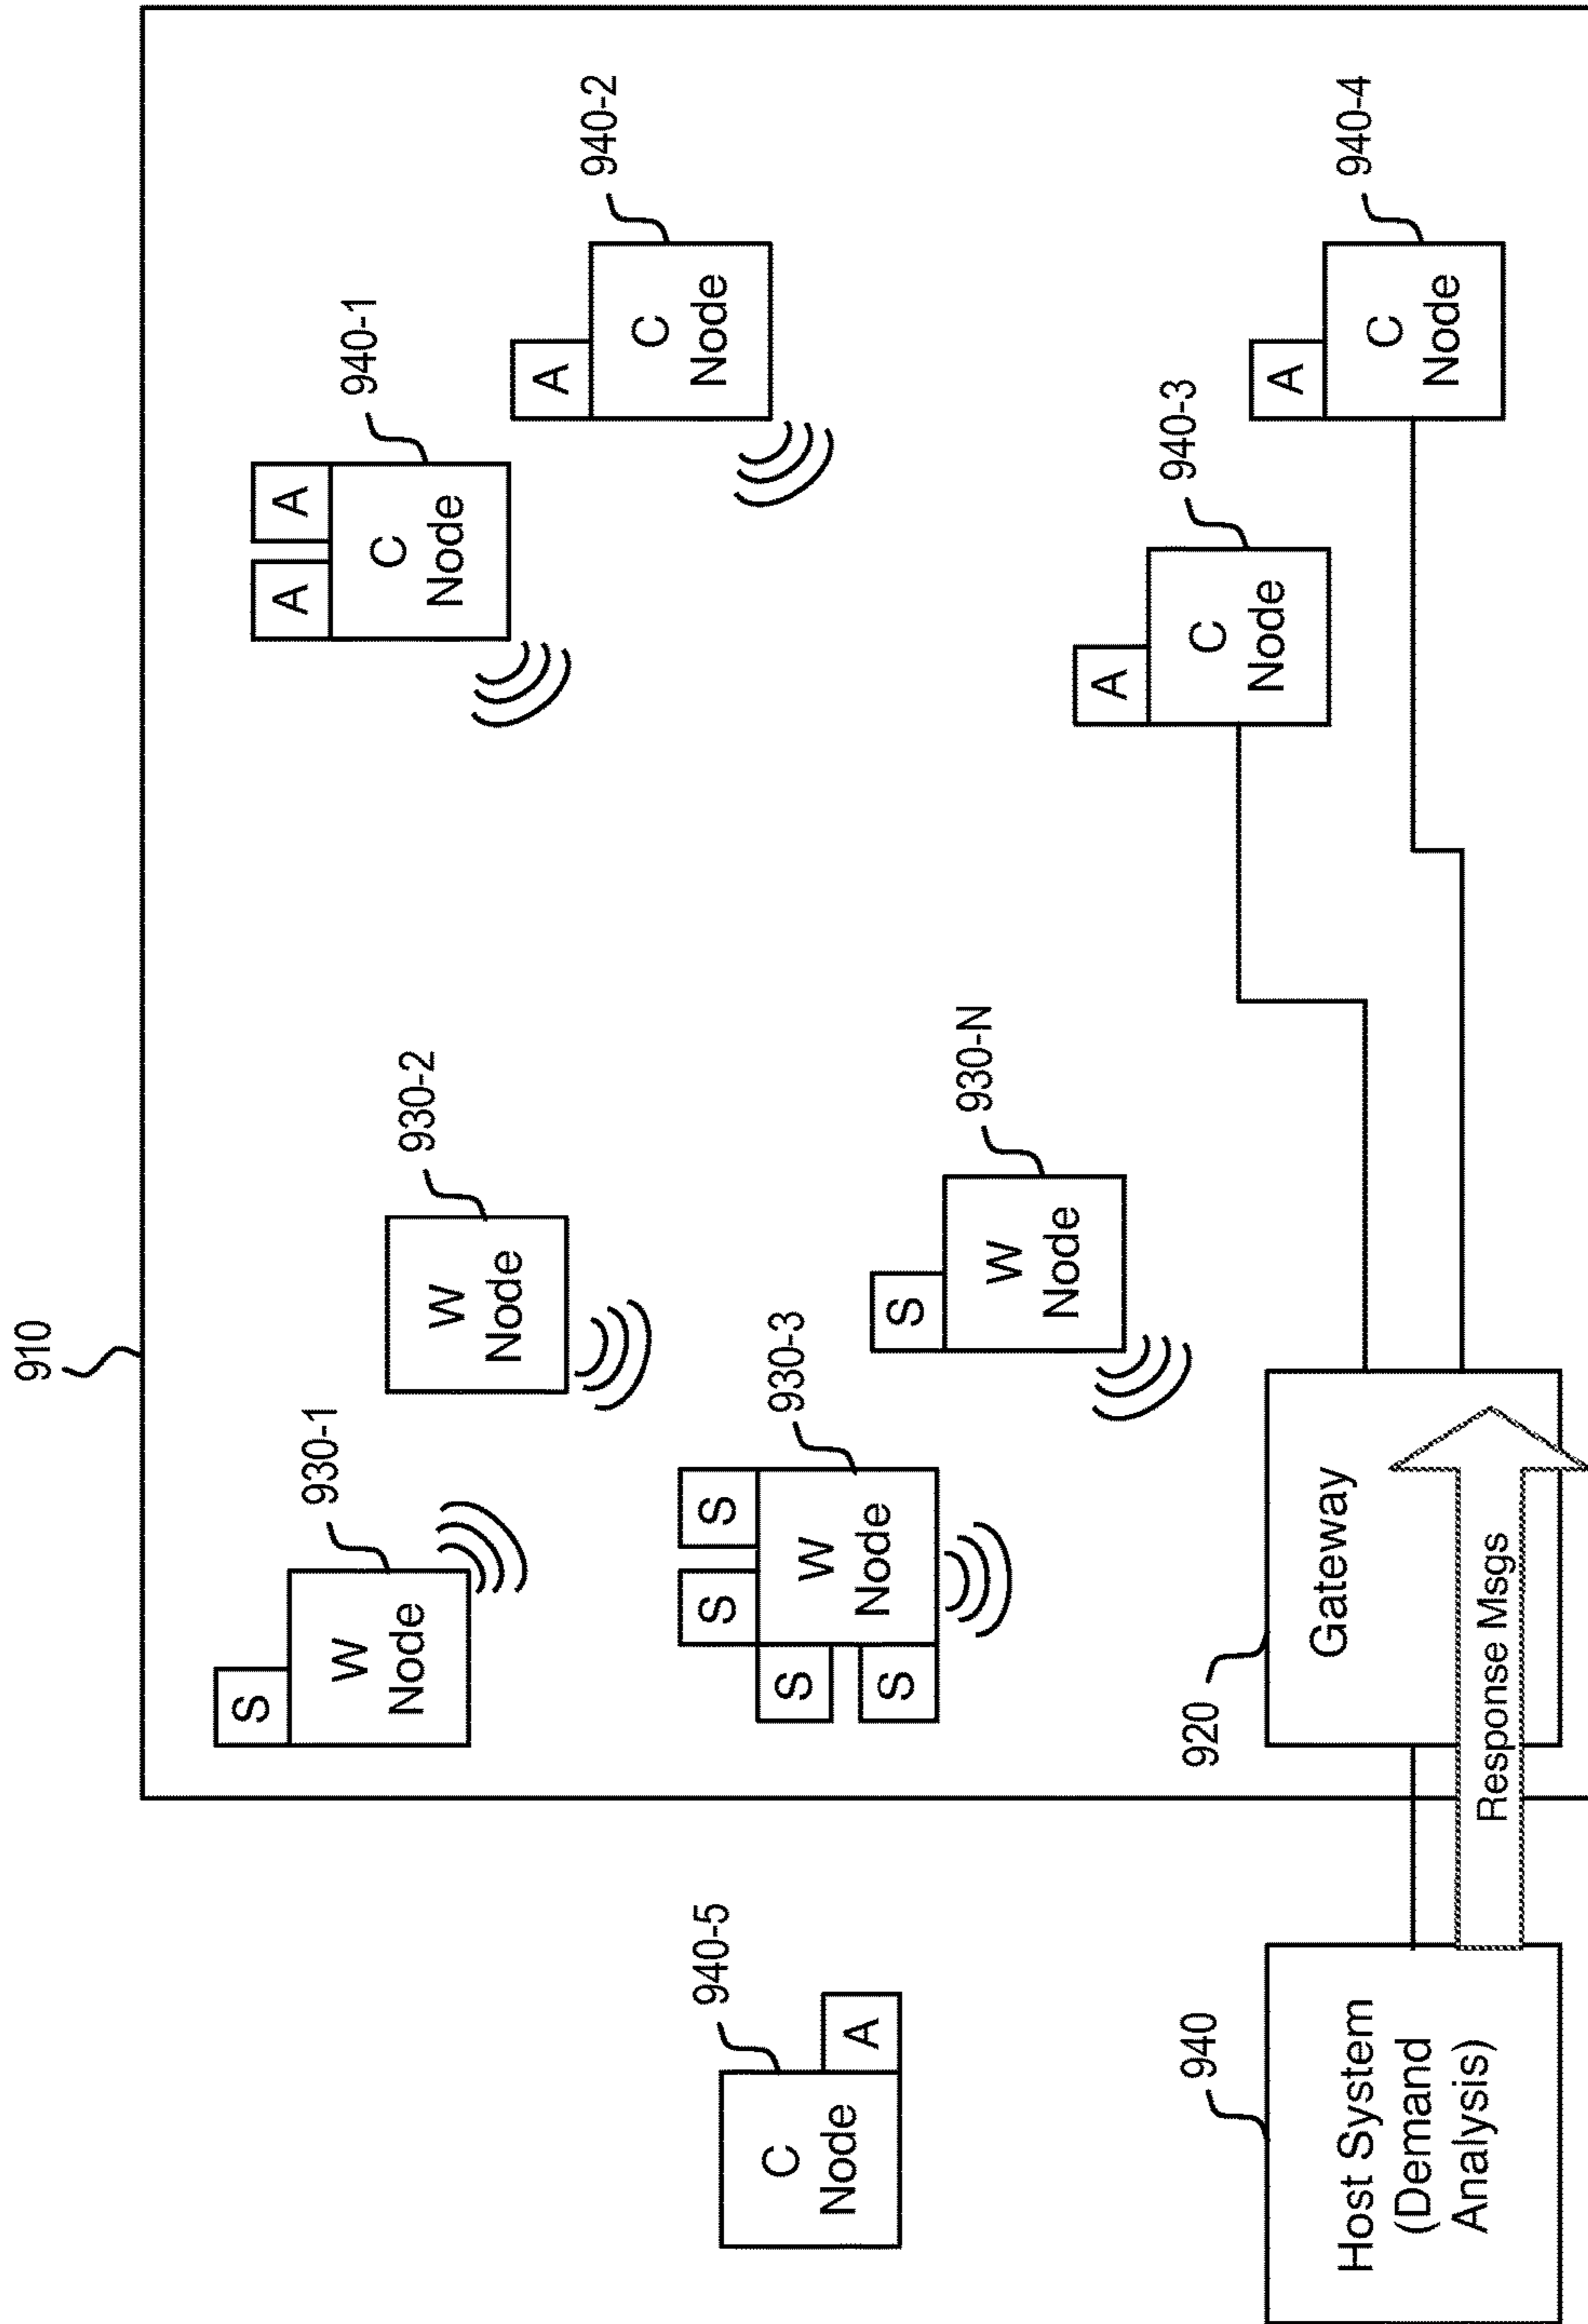 910
940-5
C
Node
A
940
Host System
(Demand
Analysis)
930-1
S
W
Node
930-2
W
Node
930-3
S
S
S
S
W
Node
930-N
S
W
Node
920
Gateway
Response Msgs
940-1
A
A
C
Node
940-2
A
C
Node
940-3
A
C
Node
940-4
A
C
Node